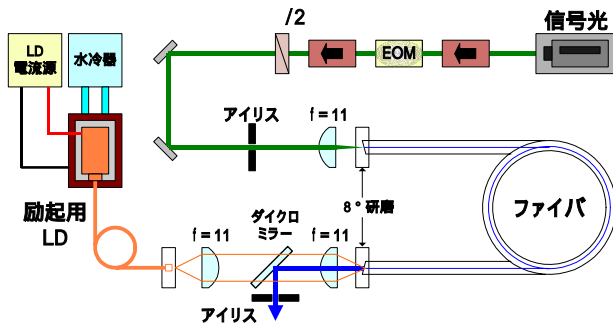 LD
電流源
水冷器
/2
EOM
信号光
アイリス
f = 11
8°研磨
ファイバ
励起用
LD
f = 11
ダイクロ
ミラー
f = 11
アイリス